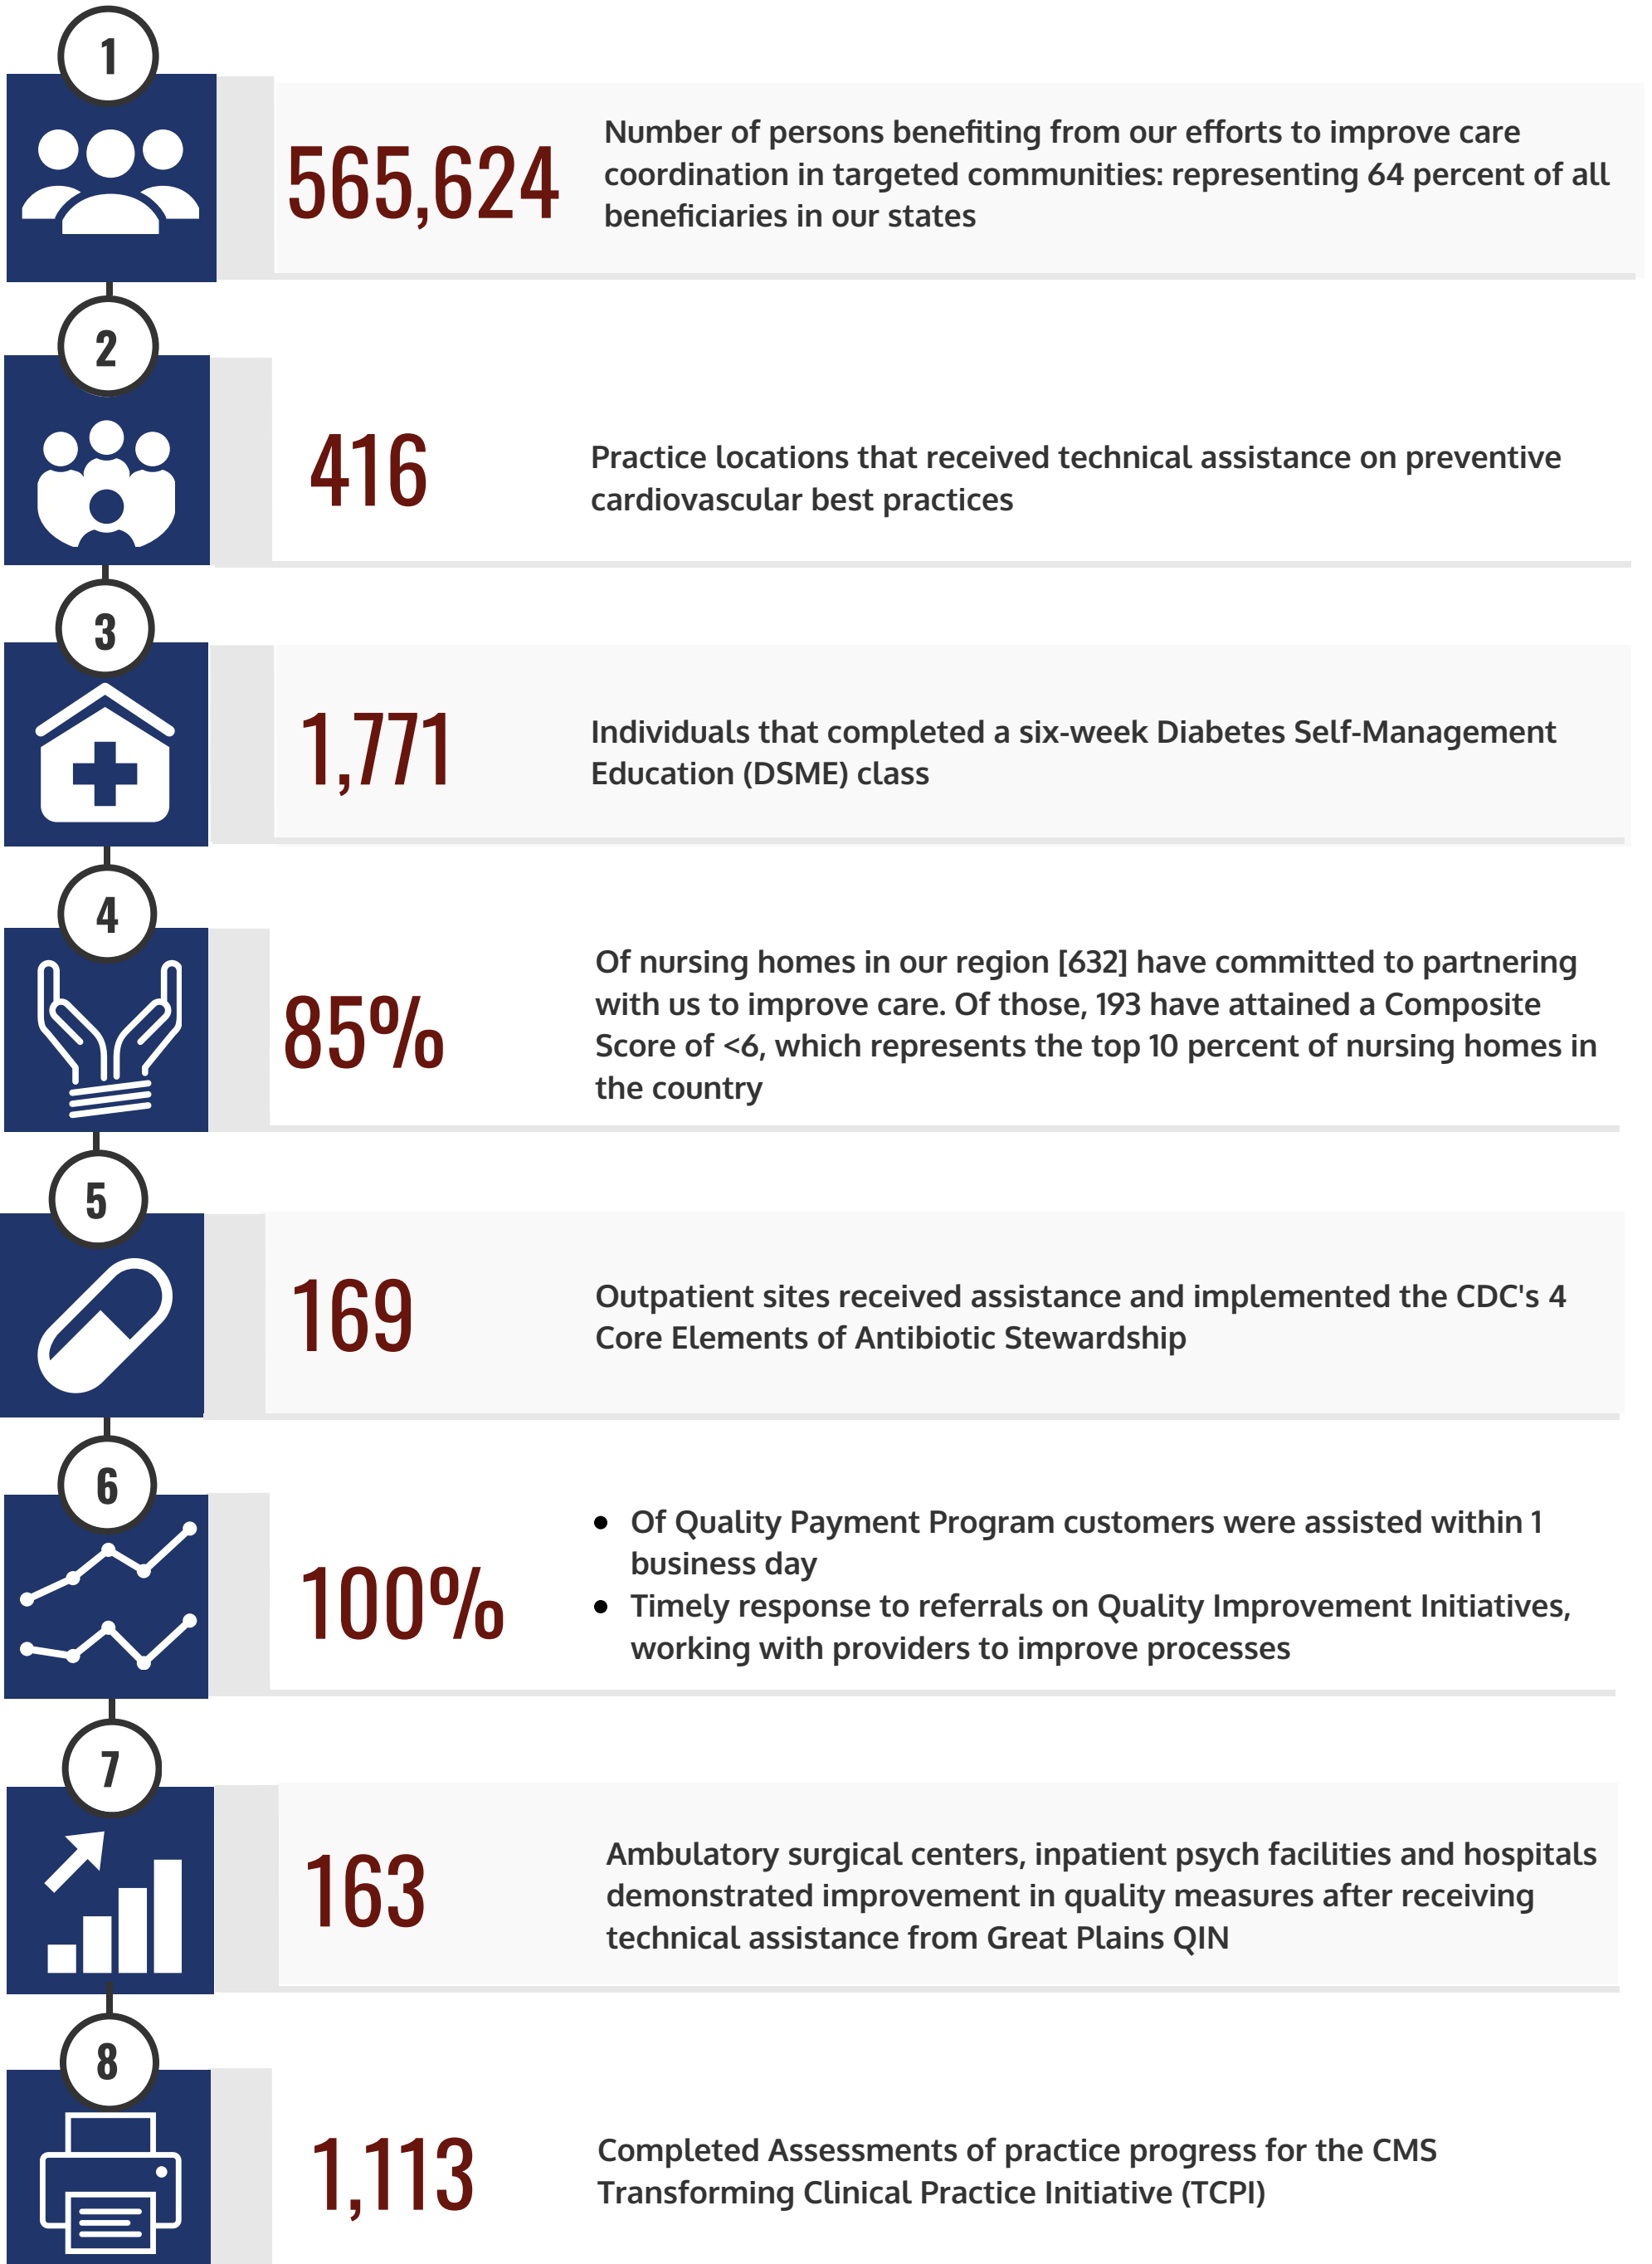 1
565,624
Number of persons benefiting from our efforts to improve care
coordination in targeted communities: representing 64 percent of all
beneficiaries in our states
2
416
Practice locations that received technical assistance on preventive
cardiovascular best practices
3
1,771
Individuals that completed a six-week Diabetes Self-Management
Education (DSME) class
4
85%
Of nursing homes in our region [632] have committed to partnering
with us to improve care. Of those, 193 have attained a Composite
Score of <6, which represents the top 10 percent of nursing homes in
the country
5
169
Outpatient sites received assistance and implemented the CDC's 4
Core Elements of Antibiotic Stewardship
6
100%
• Of Quality Payment Program customers were assisted within 1
business day
• Timely response to referrals on Quality Improvement Initiatives,
working with providers to improve processes
7
163
Ambulatory surgical centers, inpatient psych facilities and hospitals
demonstrated improvement in quality measures after receiving
technical assistance from Great Plains QIN
8
1,113
Completed Assessments of practice progress for the CMS
Transforming Clinical Practice Initiative (TCPI)